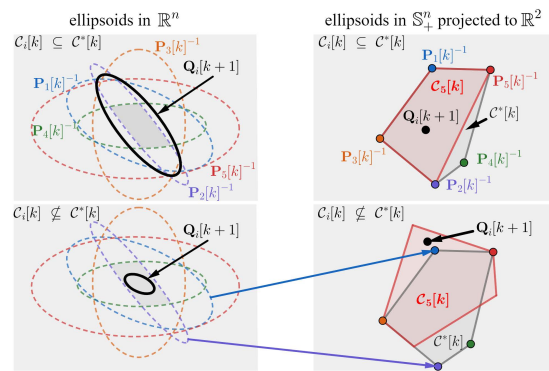 ellipsoids in ℝⁿ
ellipsoids in 𝕊ⁿ₊ projected to ℝ²
𝒞ᵢ[k] ⊆ 𝒞*[k]
P₃[k]⁻¹
P₁[k]⁻¹
Qᵢ[k+1]
P₄[k]⁻¹
P₅[k]⁻¹
P₂[k]⁻¹
𝒞ᵢ[k] ⊆ 𝒞*[k]
P₁[k]⁻¹
P₅[k]⁻¹
𝒞₅[k]
𝒞*[k]
Qᵢ[k+1]
P₃[k]⁻¹
P₄[k]⁻¹
P₂[k]⁻¹
𝒞ᵢ[k] ⊈ 𝒞*[k]
Qᵢ[k+1]
𝒞ᵢ[k] ⊈ 𝒞*[k]
Qᵢ[k+1]
𝒞₅[k]
𝒞*[k]